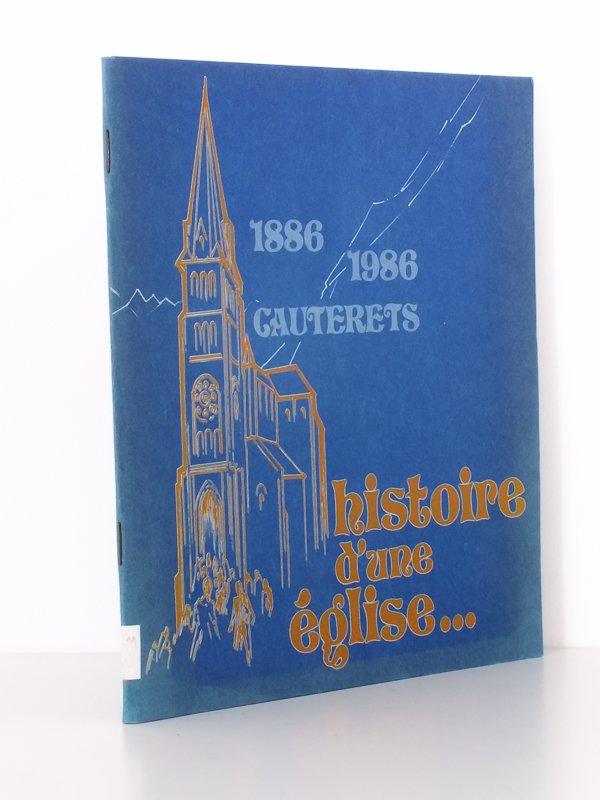 1886
1986
CAUTERETS
histoire
d'une
église...